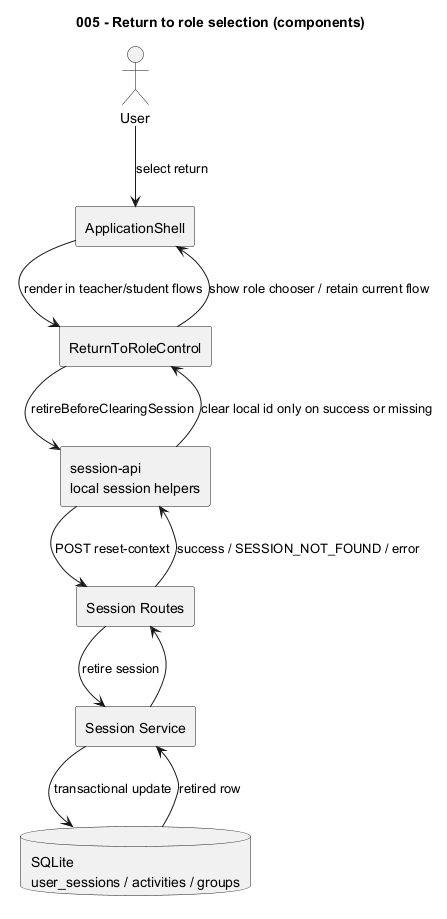 005 - Return to role selection (components)
User
select return
ApplicationShell
render in teacher/student flows
show role chooser / retain current flow
ReturnToRoleControl
retireBeforeClearingSession
clear local id only on success or missing
session-api
local session helpers
POST reset-context
success / SESSION_NOT_FOUND / error
Session Routes
retire session
Session Service
transactional update
retired row
SQLite
user_sessions / activities / groups